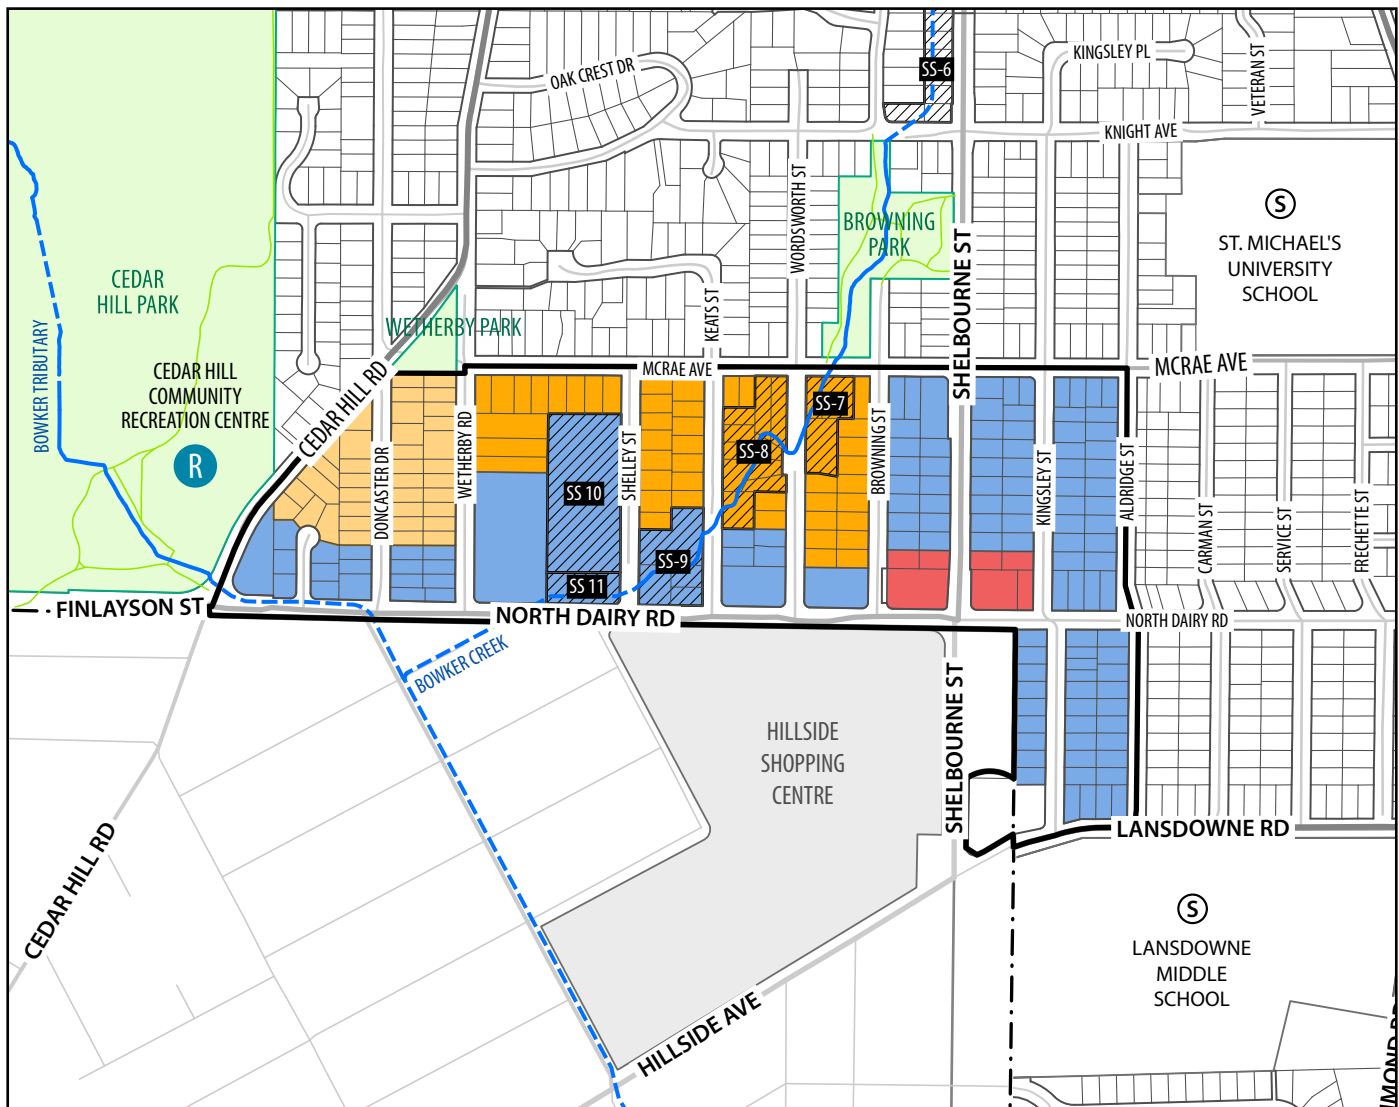 KINGSLEY PL
OAK CREST DR
SS-6
VETERAN ST
KNIGHT AVE
WORDSWORTH ST
BROWNING
PARK
SHELBOURNE ST
ST. MICHAEL'S
UNIVERSITY
SCHOOL
S
CEDAR
HILL PARK
BOWKER TRIBUTARY
WETHERBY PARK
KEATS ST
CEDAR HILL
COMMUNITY
RECREATION CENTRE
R
CEDAR HILL RD
MCRAE AVE
MCRAE AVE
DONCASTER DR
WETHERBY RD
SHELLEY ST
SS-7
SS-8
SS 10
SS-9
SS 11
BROWNING ST
KINGSLEY ST
ALDRIDGE ST
CARMAN ST
SERVICE ST
FRECHETTE ST
FINLAYSON ST
NORTH DAIRY RD
NORTH DAIRY RD
BOWKER CREEK
HILLSIDE
SHOPPING
CENTRE
SHELBOURNE ST
LANSDOWNE RD
CEDAR HILL RD
S
LANSDOWNE
MIDDLE
SCHOOL
HILLSIDE AVE